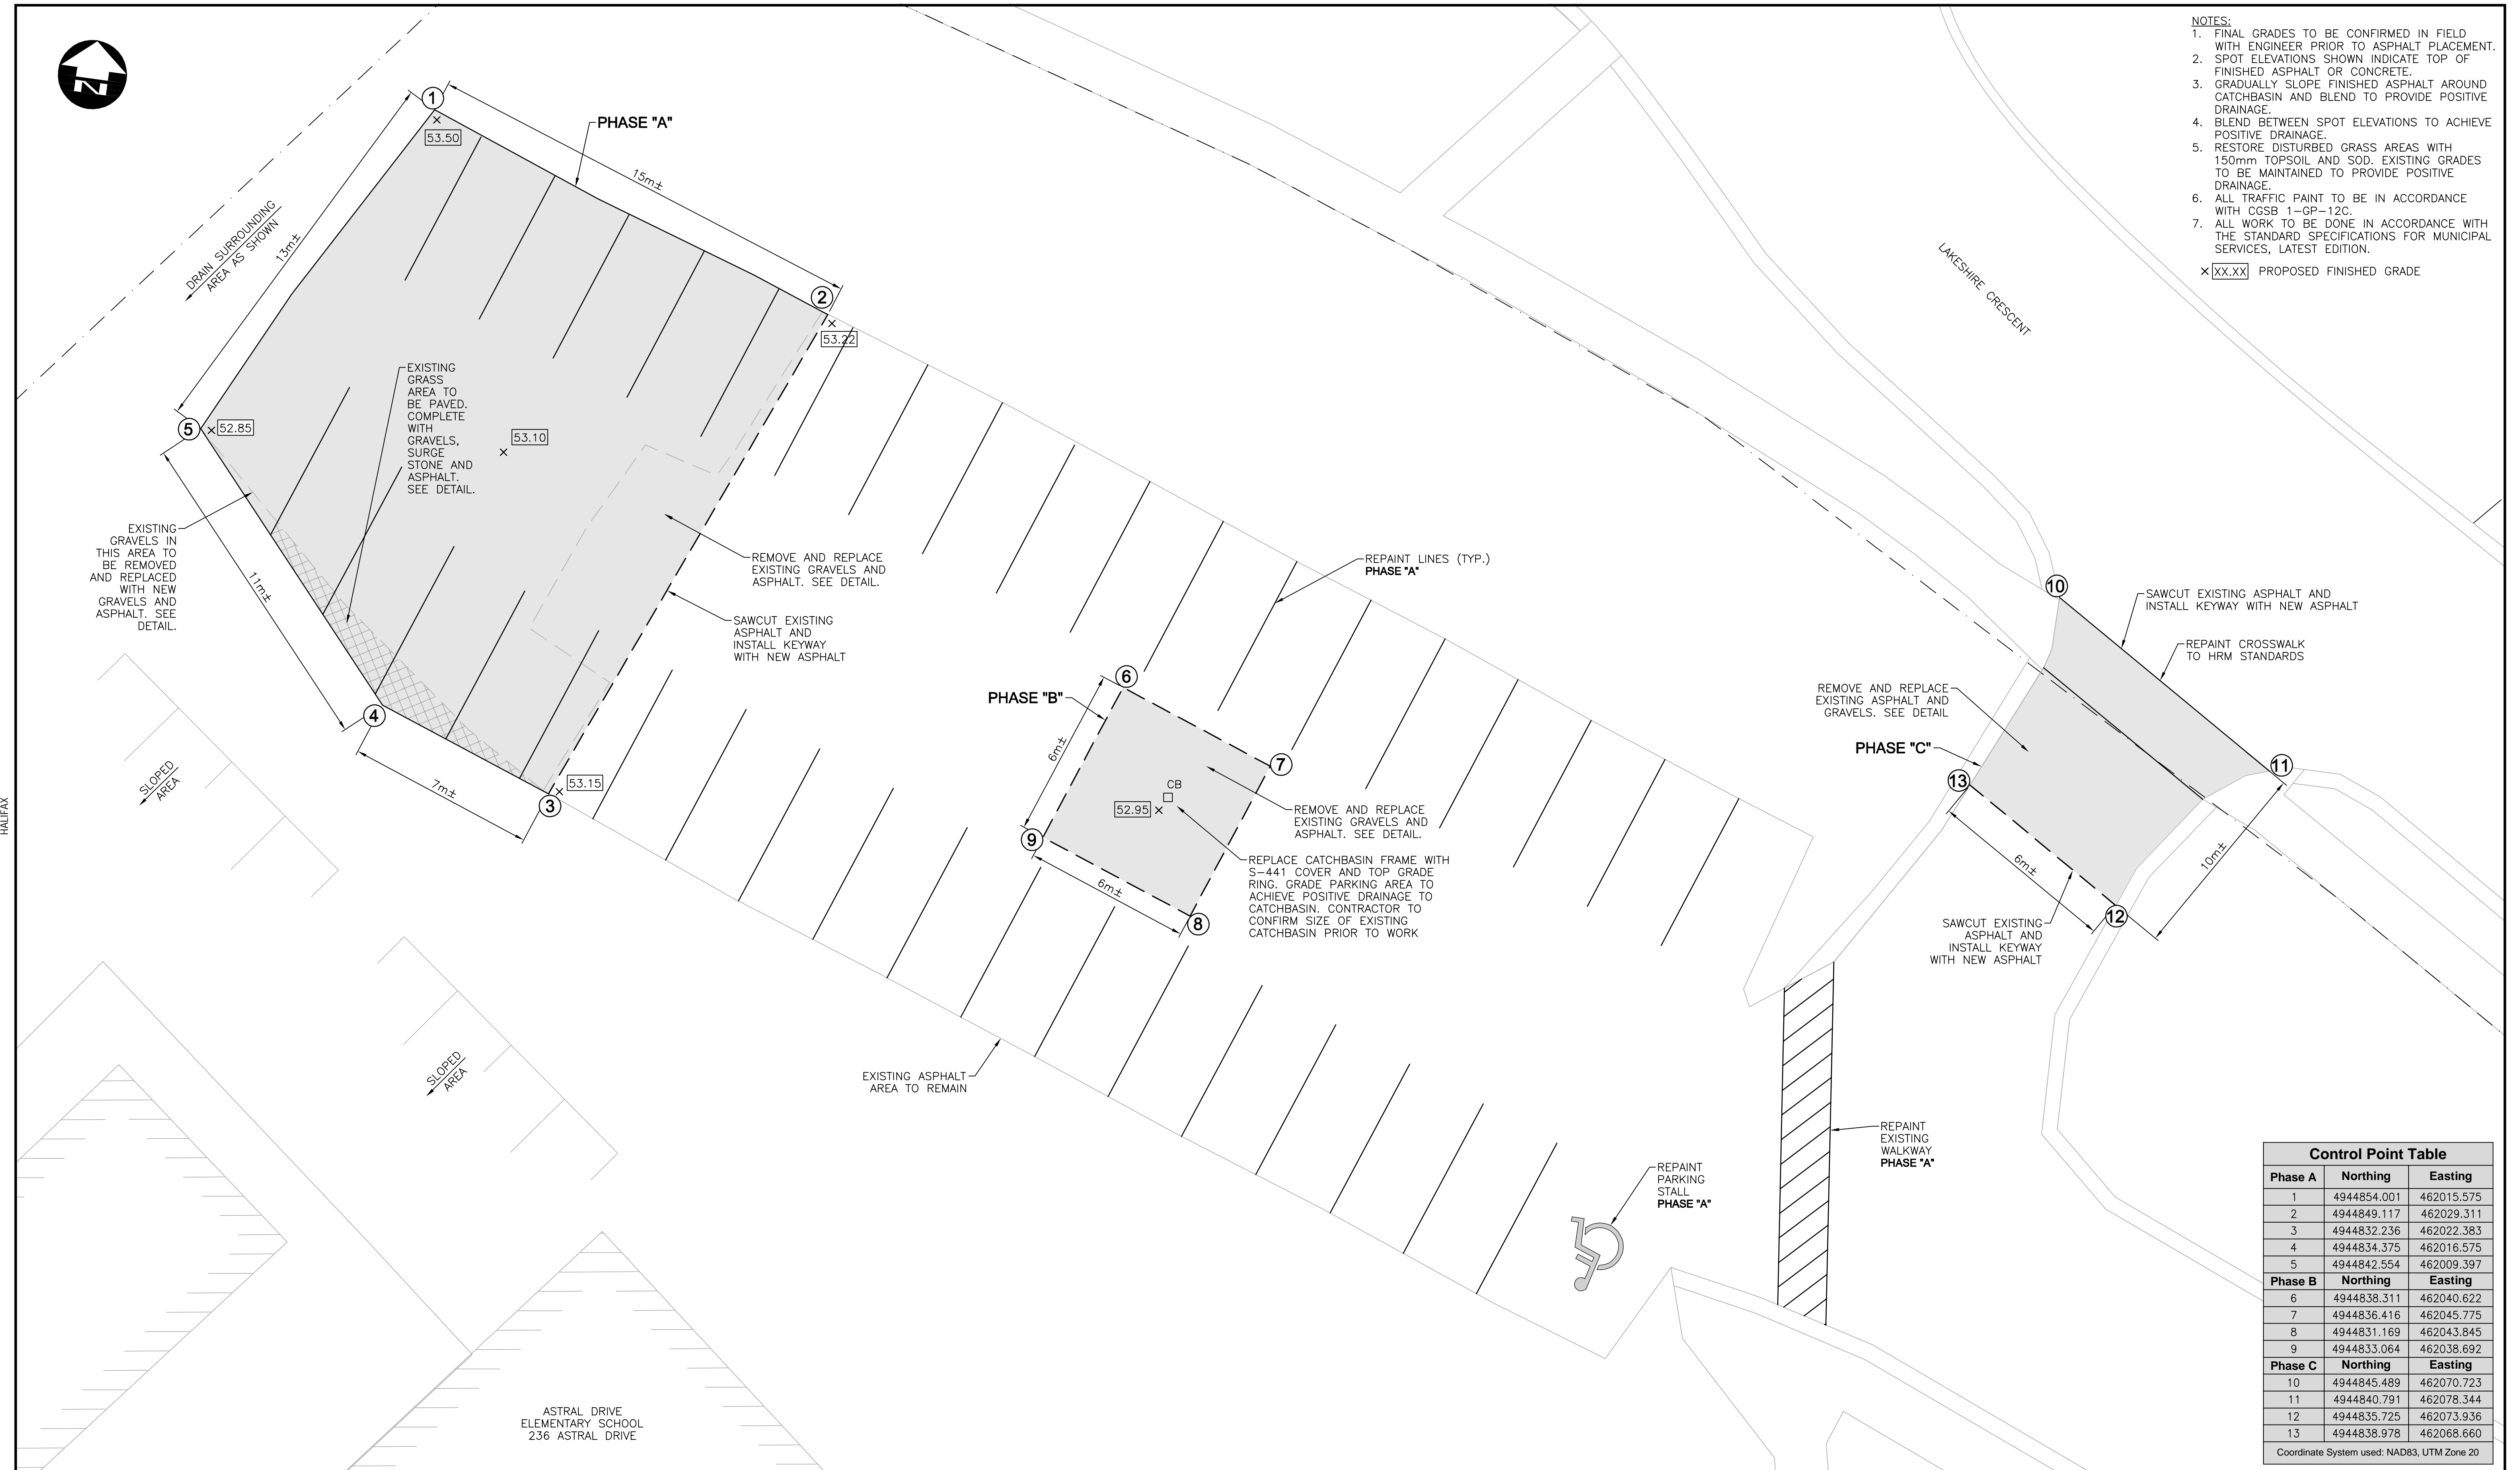 NOTES:
1. FINAL GRADES TO BE CONFIRMED IN FIELD
WITH ENGINEER PRIOR TO ASPHALT PLACEMENT.
2. SPOT ELEVATIONS SHOWN INDICATE TOP OF
FINISHED ASPHALT OR CONCRETE.
3. GRADUALLY SLOPE FINISHED ASPHALT AROUND
CATCHBASIN AND BLEND TO PROVIDE POSITIVE
DRAINAGE.
4. BLEND BETWEEN SPOT ELEVATIONS TO ACHIEVE
POSITIVE DRAINAGE.
5. RESTORE DISTURBED GRASS AREAS WITH
150mm TOPSOIL AND SOD. EXISTING GRADES
TO BE MAINTAINED TO PROVIDE POSITIVE
DRAINAGE.
6. ALL TRAFFIC PAINT TO BE IN ACCORDANCE
WITH CGSB 1-GP-12C.
7. ALL WORK TO BE DONE IN ACCORDANCE WITH
THE STANDARD SPECIFICATIONS FOR MUNICIPAL
SERVICES, LATEST EDITION.
× XX.XX PROPOSED FINISHED GRADE
N
1
53.50
PHASE "A"
15m±
DRAIN SURROUNDING
AREA AS SHOWN
13m±
2
53.22
LAKESHIRE CRESCENT
EXISTING
GRASS
AREA TO
BE PAVED.
COMPLETE
WITH
GRAVELS,
SURGE
STONE AND
ASPHALT.
SEE DETAIL.
5
52.85
53.10
EXISTING
GRAVELS IN
THIS AREA TO
BE REMOVED
AND REPLACED
WITH NEW
GRAVELS AND
ASPHALT. SEE
DETAIL.
11m±
REMOVE AND REPLACE
EXISTING GRAVELS AND
ASPHALT. SEE DETAIL.
SAWCUT EXISTING
ASPHALT AND
INSTALL KEYWAY
WITH NEW ASPHALT
REPAINT LINES (TYP.)
PHASE "A"
4
7m±
3
53.15
SLOPED
AREA
HALIFAX
6
PHASE "B"
6m±
7
CB
52.95
9
6m±
8
REMOVE AND REPLACE
EXISTING GRAVELS AND
ASPHALT. SEE DETAIL.
REPLACE CATCHBASIN FRAME WITH
S-441 COVER AND TOP GRADE
RING. GRADE PARKING AREA TO
ACHIEVE POSITIVE DRAINAGE TO
CATCHBASIN. CONTRACTOR TO
CONFIRM SIZE OF EXISTING
CATCHBASIN PRIOR TO WORK
10
SAWCUT EXISTING ASPHALT AND
INSTALL KEYWAY WITH NEW ASPHALT
REPAINT CROSSWALK
TO HRM STANDARDS
REMOVE AND REPLACE
EXISTING ASPHALT AND
GRAVELS. SEE DETAIL
PHASE "C"
13
11
6m±
10m±
12
SAWCUT EXISTING
ASPHALT AND
INSTALL KEYWAY
WITH NEW ASPHALT
SLOPED
AREA
EXISTING ASPHALT
AREA TO REMAIN
REPAINT
EXISTING
WALKWAY
PHASE "A"
REPAINT
PARKING
STALL
PHASE "A"
ASTRAL DRIVE
ELEMENTARY SCHOOL
236 ASTRAL DRIVE
Control Point Table
Phase A Northing Easting
1 4944854.001 462015.575
2 4944849.117 462029.311
3 4944832.236 462022.383
4 4944834.375 462016.575
5 4944842.554 462009.397
Phase B Northing Easting
6 4944838.311 462040.622
7 4944836.416 462045.775
8 4944831.169 462043.845
9 4944833.064 462038.692
Phase C Northing Easting
10 4944845.489 462070.723
11 4944840.791 462078.344
12 4944835.725 462073.936
13 4944838.978 462068.660
Coordinate System used: NAD83, UTM Zone 20